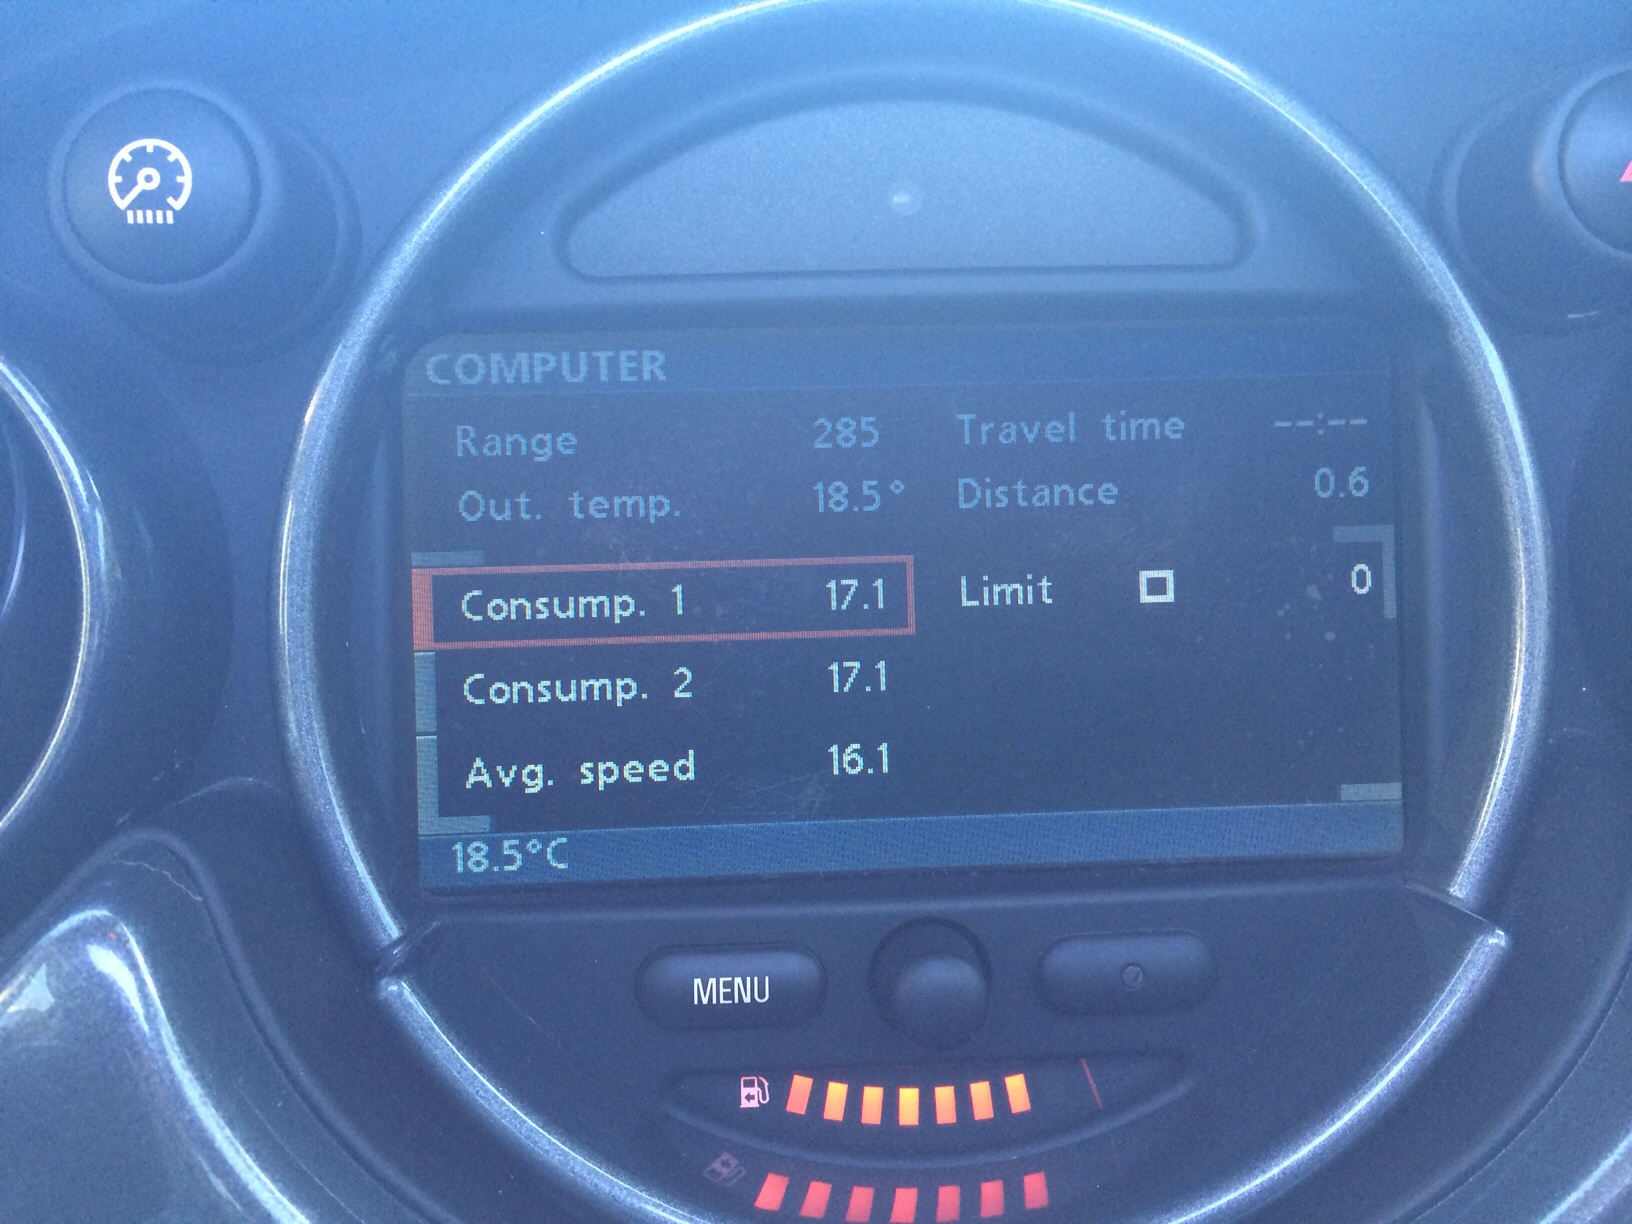 COMPUTER
Range 285 Travel time --:--
Out. temp. 18.5° Distance 0.6
Consump. 1 17.1 Limit 0
Consump. 2 17.1
Avg. speed 16.1
18.5°C
MENU